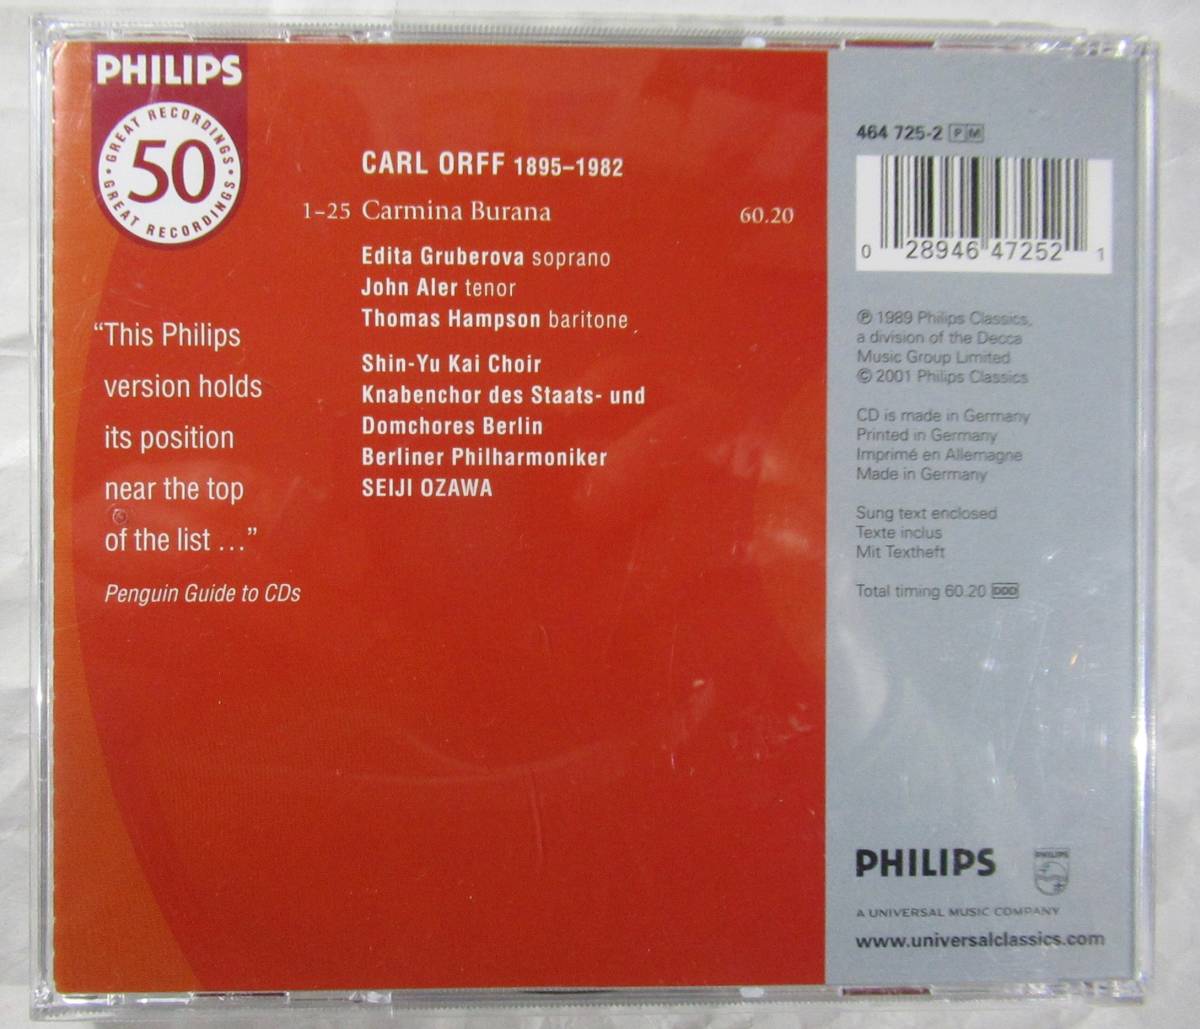 PHILIPS
GREAT RECORDINGS
50
GREAT RECORDINGS
CARL ORFF 1895–1982
1–25 Carmina Burana 60.20
Edita Gruberova soprano
John Aler tenor
Thomas Hampson baritone
Shin-Yu Kai Choir
Knabenchor des Staats- und
Domchores Berlin
Berliner Philharmoniker
SEIJI OZAWA
“This Philips
version holds
its position
near the top
of the list ...”
Penguin Guide to CDs
464 725-2 PM
0 28946 47252 1
℗ 1989 Philips Classics,
a division of the Decca
Music Group Limited
© 2001 Philips Classics
CD is made in Germany
Printed in Germany
Imprimé en Allemagne
Made in Germany
Sung text enclosed
Texte inclus
Mit Textheft
Total timing 60.20 DDD
PHILIPS
PHILIPS
A UNIVERSAL MUSIC COMPANY
www.universalclassics.com